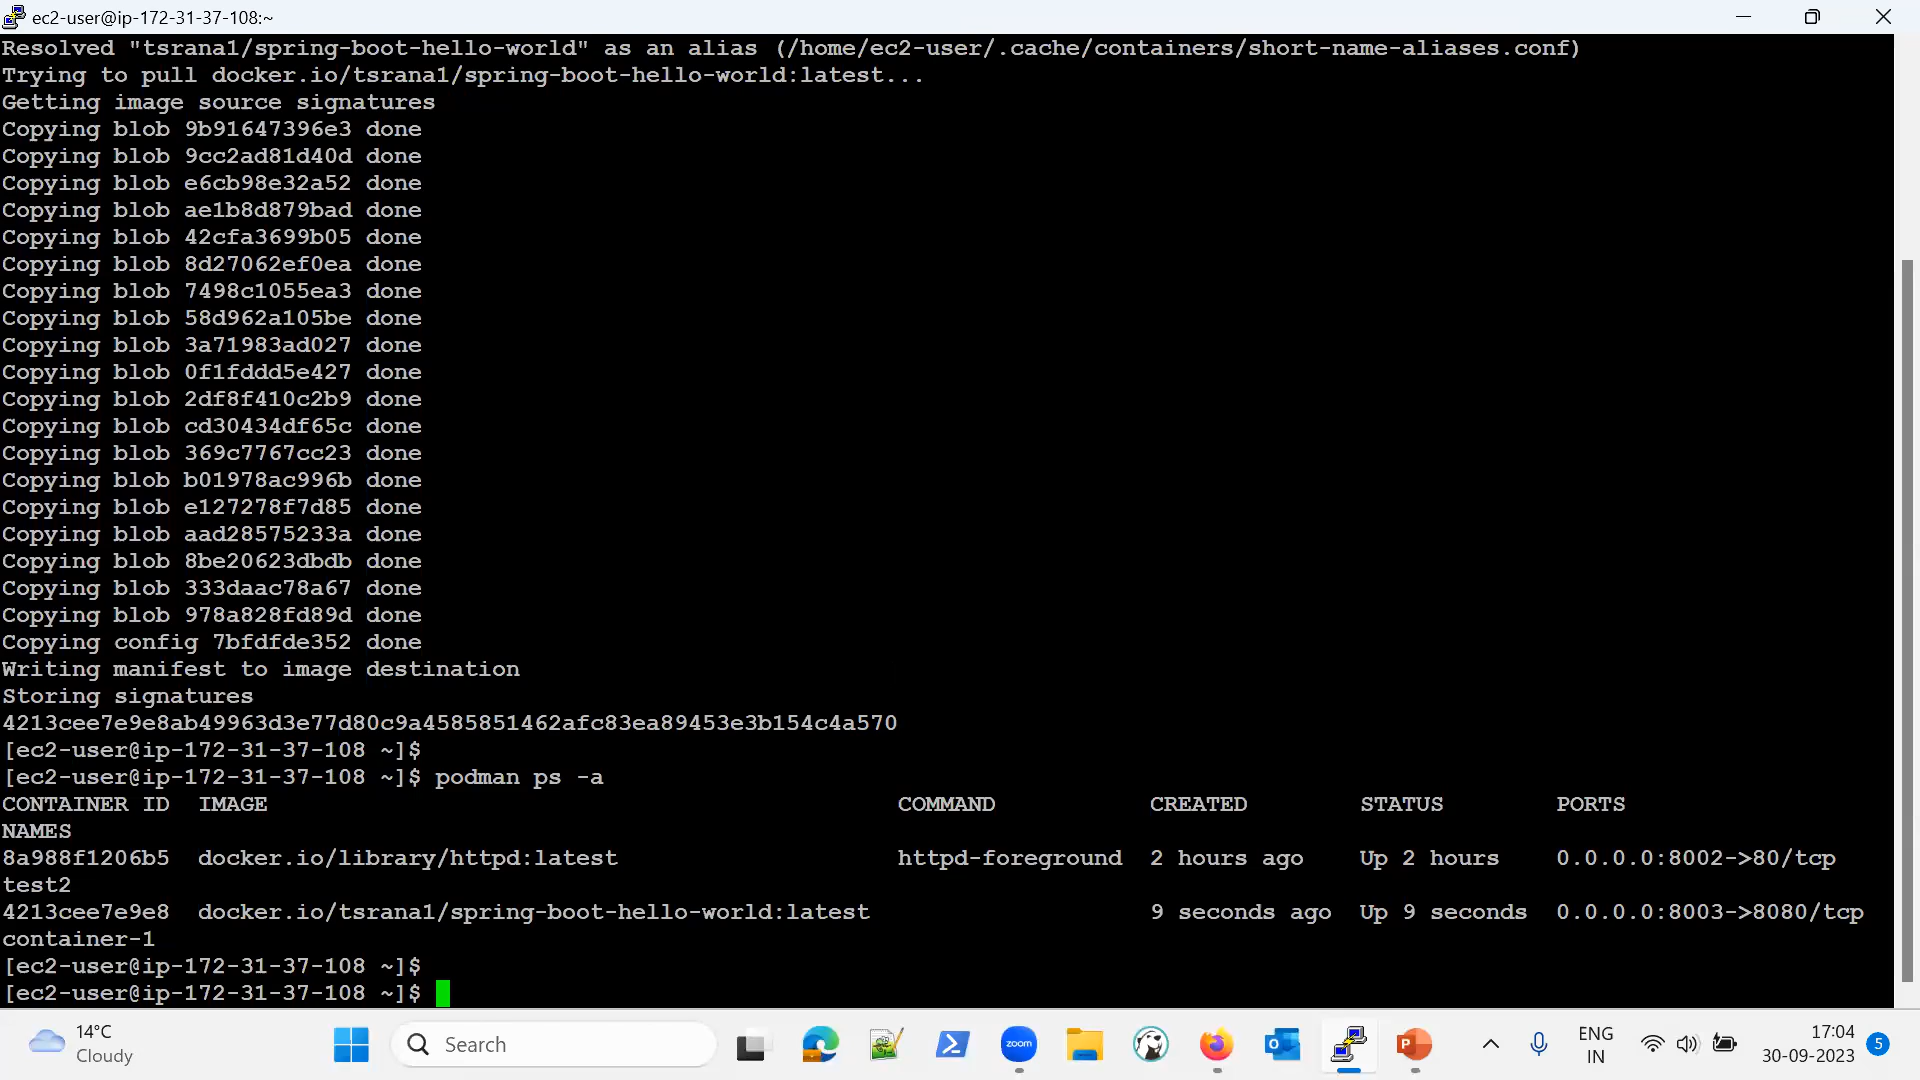 ec2-user@ip-172-31-37-108:~
Resolved "tsrana1/spring-boot-hello-world" as an alias (/home/ec2-user/.cache/containers/short-name-aliases.conf)
Trying to pull docker.io/tsrana1/spring-boot-hello-world:latest...
Getting image source signatures
Copying blob 9b91647396e3 done
Copying blob 9cc2ad81d40d done
Copying blob e6cb98e32a52 done
Copying blob ae1b8d879bad done
Copying blob 42cfa3699b05 done
Copying blob 8d27062ef0ea done
Copying blob 7498c1055ea3 done
Copying blob 58d962a105be done
Copying blob 3a71983ad027 done
Copying blob 0f1fddd5e427 done
Copying blob 2df8f410c2b9 done
Copying blob cd30434df65c done
Copying blob 369c7767cc23 done
Copying blob b01978ac996b done
Copying blob e127278f7d85 done
Copying blob aad28575233a done
Copying blob 8be20623dbdb done
Copying blob 333daac78a67 done
Copying blob 978a828fd89d done
Copying config 7bfdfde352 done
Writing manifest to image destination
Storing signatures
4213cee7e9e8ab49963d3e77d80c9a4585851462afc83ea89453e3b154c4a570
[ec2-user@ip-172-31-37-108 ~]$
[ec2-user@ip-172-31-37-108 ~]$ podman ps -a
CONTAINER ID IMAGE COMMAND CREATED STATUS PORTS
NAMES
8a988f1206b5 docker.io/library/httpd:latest httpd-foreground 2 hours ago Up 2 hours 0.0.0.0:8002->80/tcp
test2
4213cee7e9e8 docker.io/tsrana1/spring-boot-hello-world:latest 9 seconds ago Up 9 seconds 0.0.0.0:8003->8080/tcp
container-1
[ec2-user@ip-172-31-37-108 ~]$
[ec2-user@ip-172-31-37-108 ~]$
14°C
Cloudy
Search
zoom
ENG
IN
17:04
30-09-2023
5